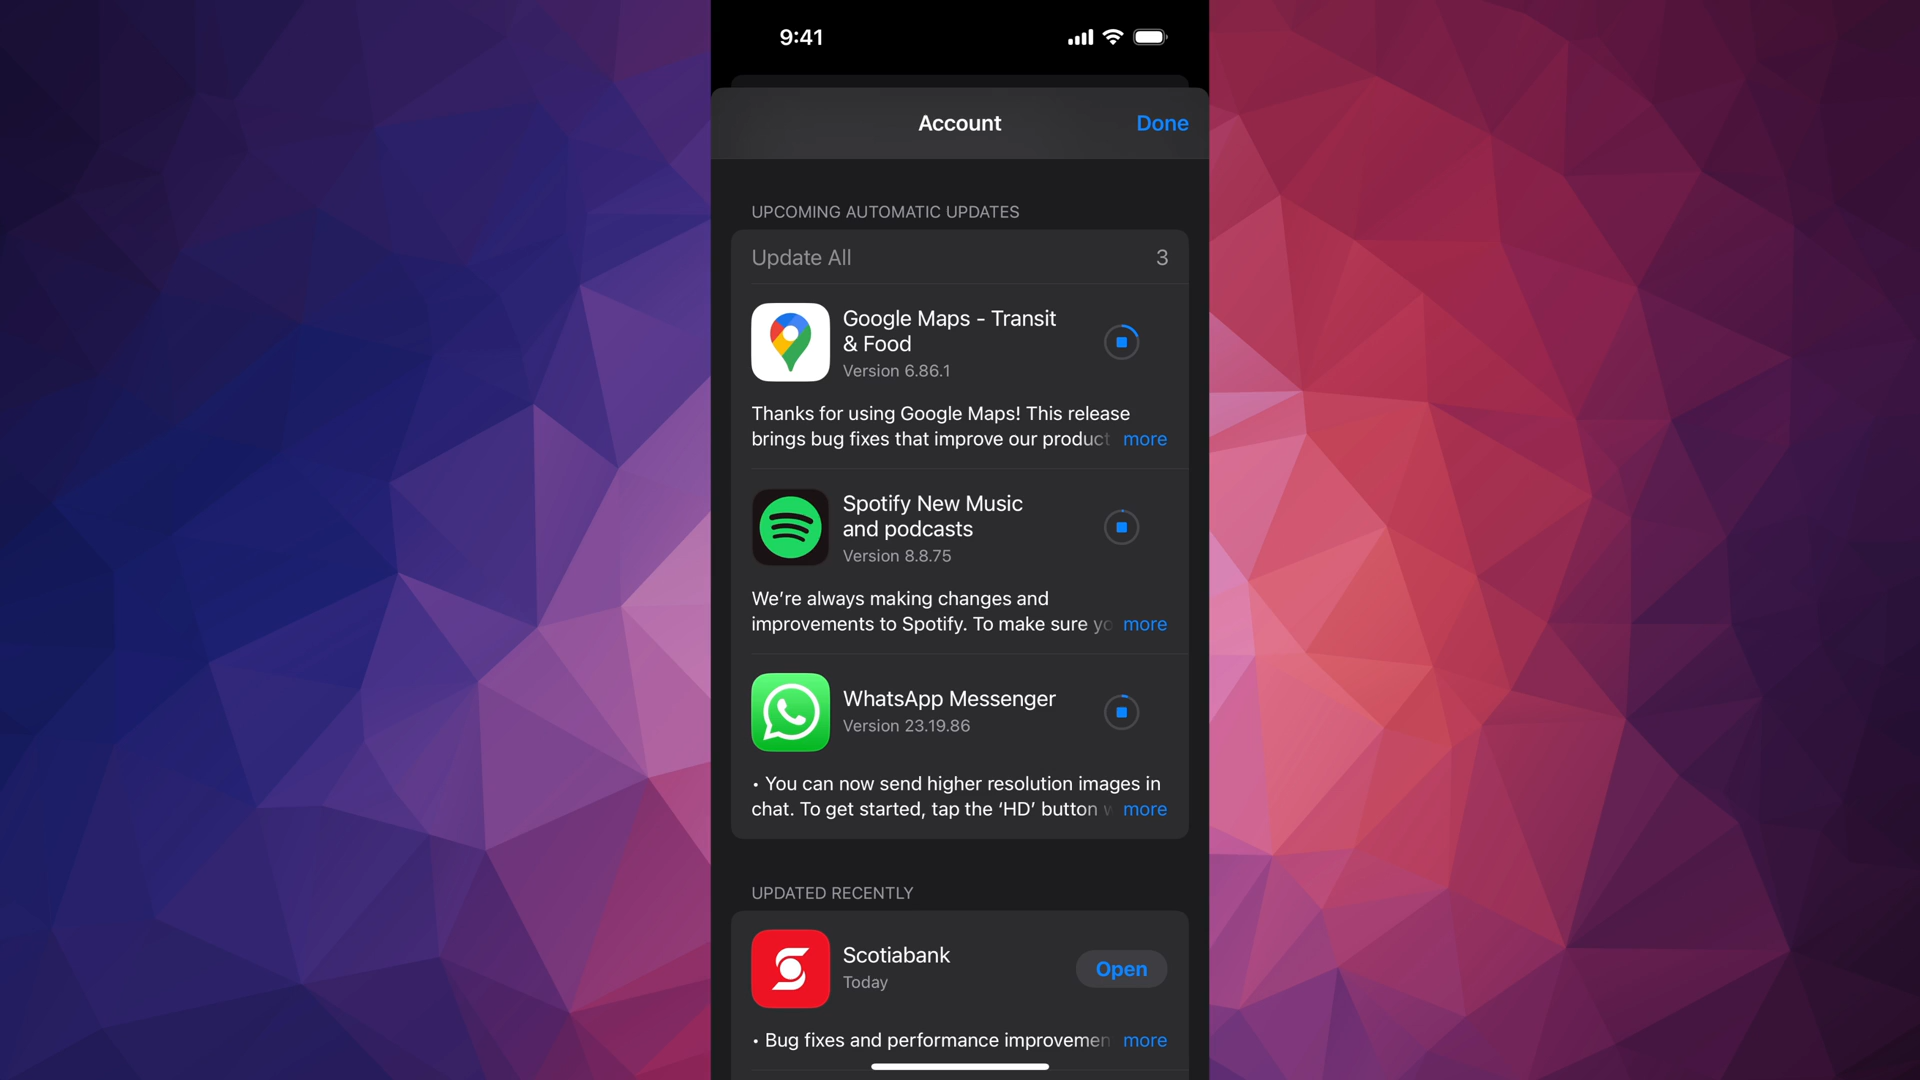 9:41
Account
Done
UPCOMING AUTOMATIC UPDATES
Update All
3
Google Maps - Transit
& Food
Version 6.86.1
Thanks for using Google Maps! This release
brings bug fixes that improve our product more
Spotify New Music
and podcasts
Version 8.8.75
We’re always making changes and
improvements to Spotify. To make sure yo more
WhatsApp Messenger
Version 23.19.86
• You can now send higher resolution images in
chat. To get started, tap the ‘HD’ button w more
UPDATED RECENTLY
Scotiabank
Today
Open
• Bug fixes and performance improvemen more